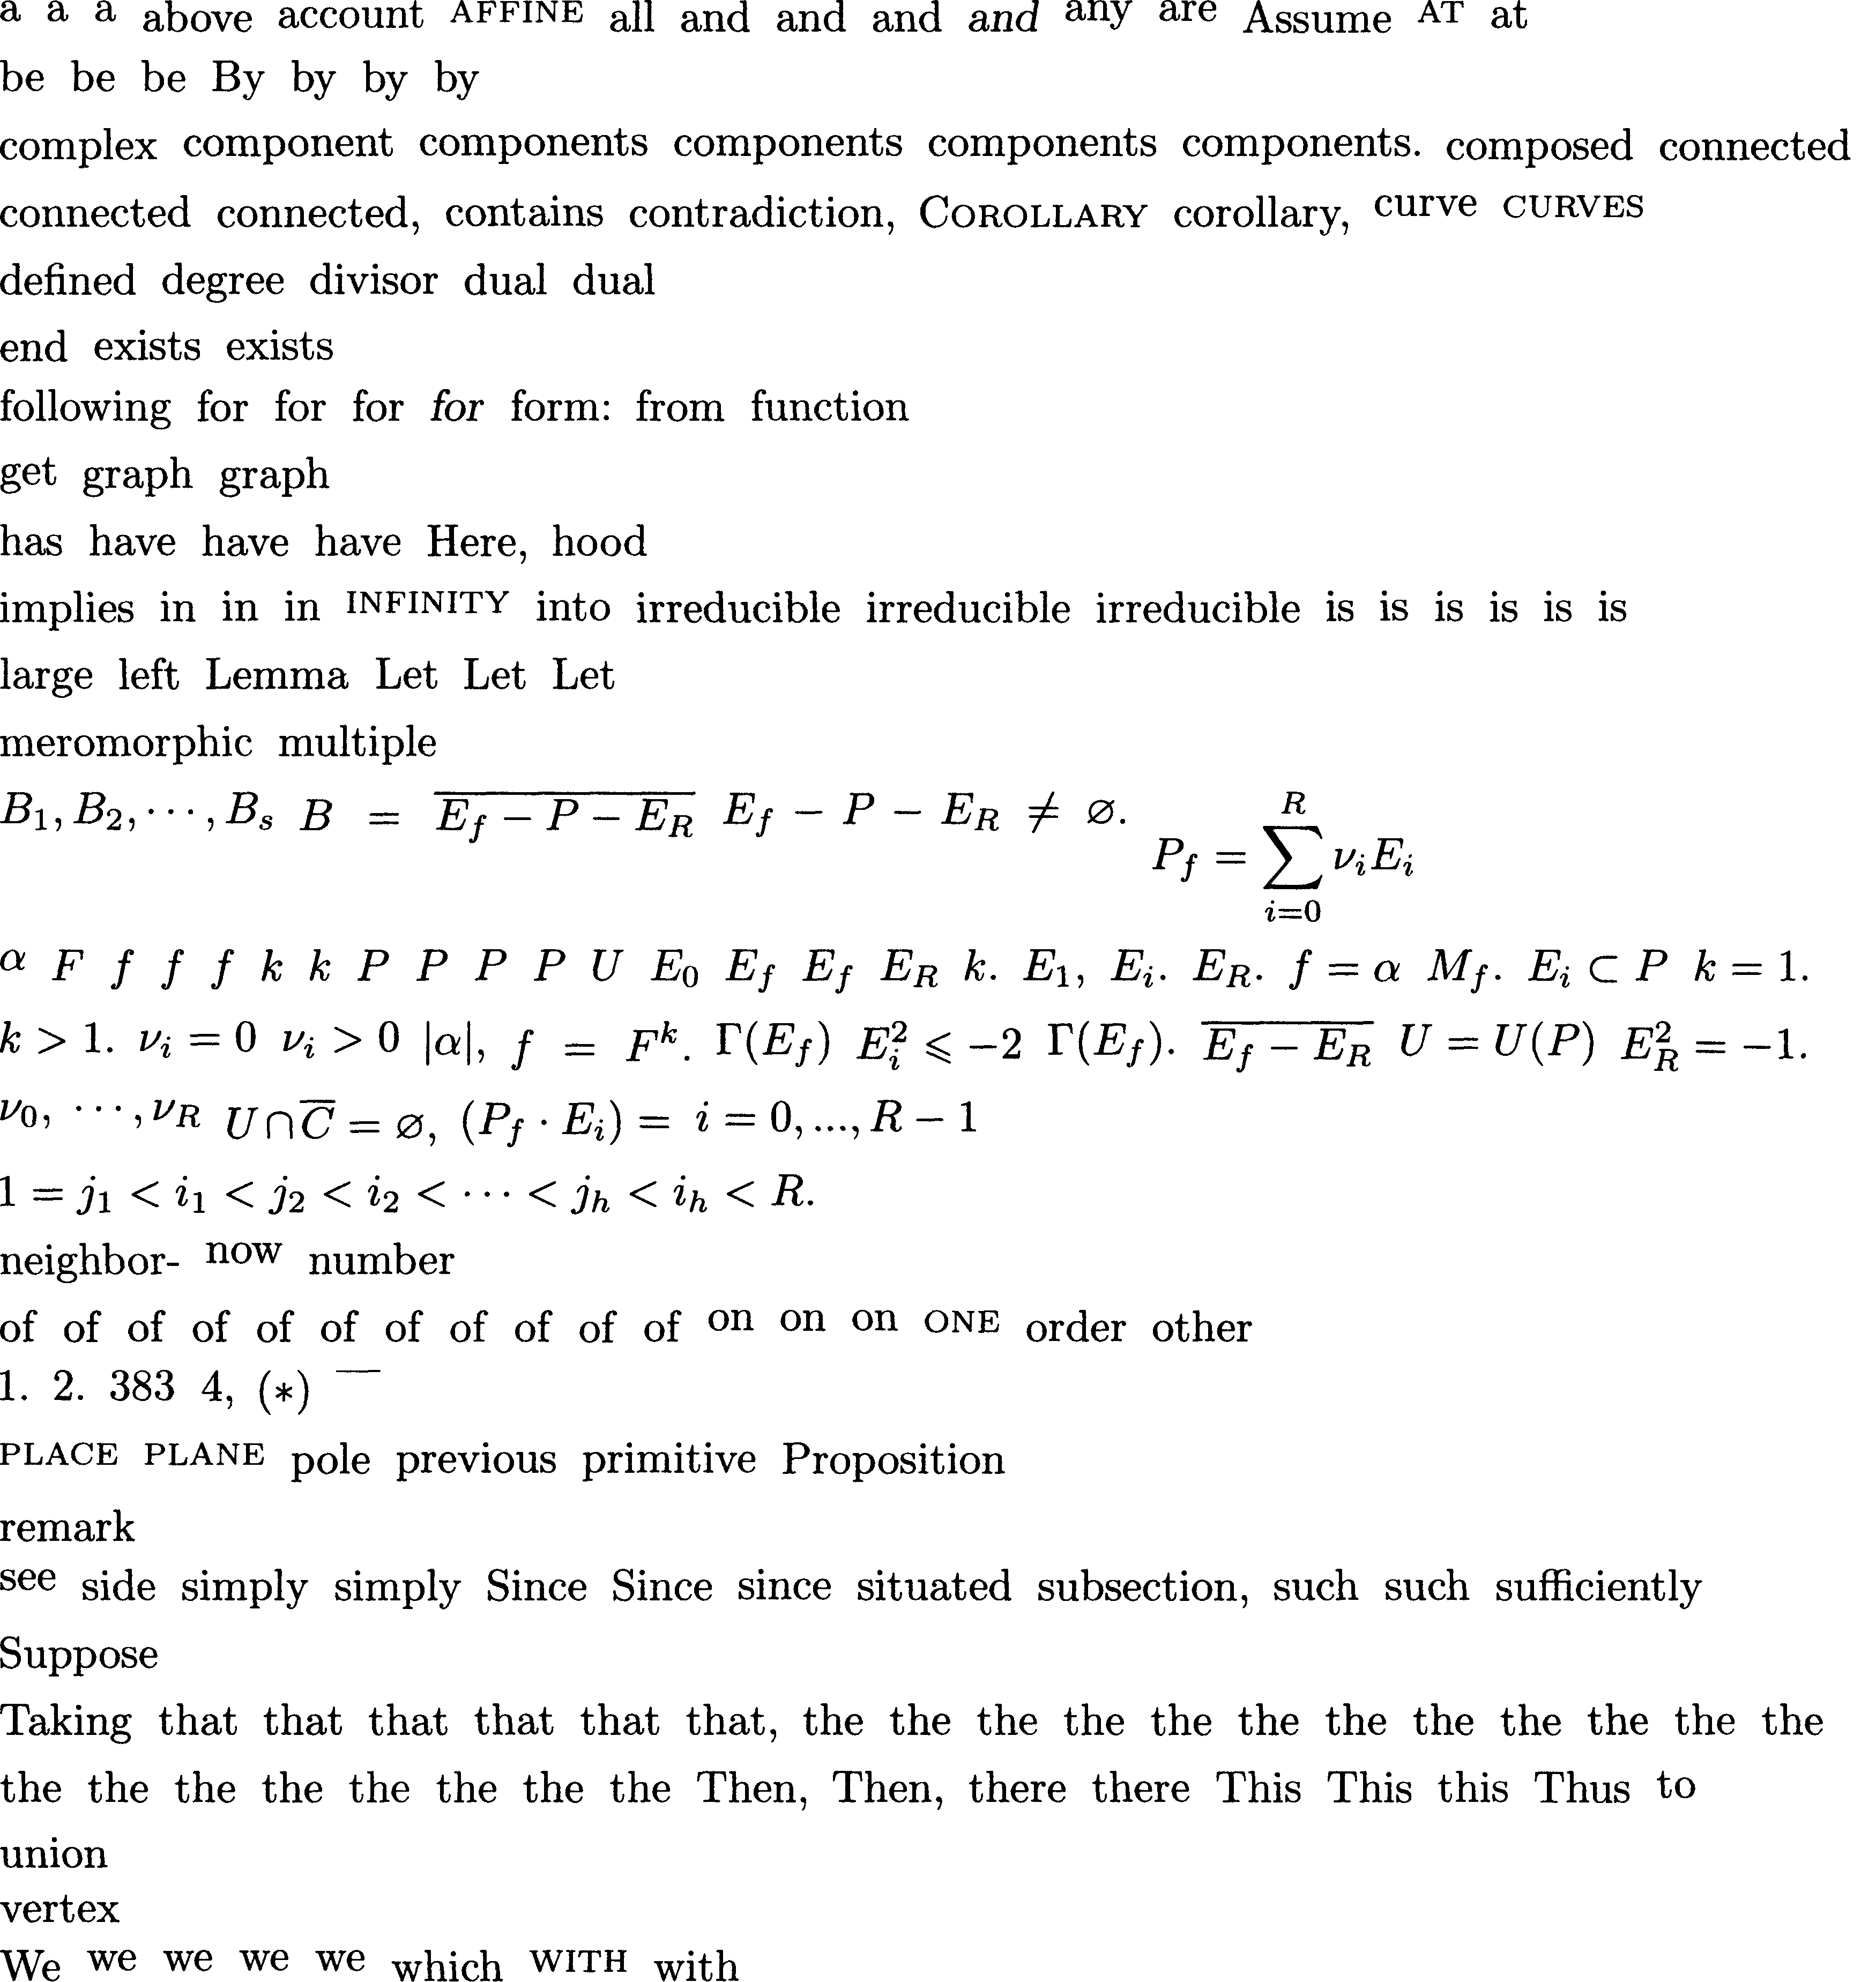 a a a above account AFFINE all and and and and any are Assume AT at
be be be By by by by
complex component components components components components. composed connected
connected connected, contains contradiction, COROLLARY corollary, curve CURVES
defined degree divisor dual dual
end exists exists
following for for for for form: from function
get graph graph
has have have have Here, hood
implies in in in INFINITY into irreducible irreducible irreducible is is is is is is
large left Lemma Let Let Let
meromorphic multiple
$B_1, B_2, \cdots, B_s$ $B = \overline{E_f - P - E_R}$ $E_f - P - E_R \neq \varnothing.$ $P_f = \sum_{i=0}^{R} \nu_i E_i$
$\alpha$ $F$ $f$ $f$ $f$ $k$ $k$ $P$ $P$ $P$ $P$ $U$ $E_0$ $E_f$ $E_f$ $E_R$ $k.$ $E_1,$ $E_i.$ $E_R.$ $f = \alpha$ $M_f.$ $E_i \subset P$ $k = 1.$
$k > 1.$ $\nu_i = 0$ $\nu_i > 0$ $|\alpha|,$ $f = F^k.$ $\Gamma(E_f)$ $E_i^2 \leqslant -2$ $\Gamma(E_f).$ $\overline{E_f - E_R}$ $U = U(P)$ $E_R^2 = -1.$
$\nu_0,$ $\cdots, \nu_R$ $U \cap \overline{C} = \varnothing,$ $(P_f \cdot E_i) =$ $i = 0, ..., R - 1$
$1 = j_1 < i_1 < j_2 < i_2 < \cdots < j_h < i_h < R.$
neighbor- now number
of of of of of of of of of of of on on on ONE order other
1. 2. 383 4, (*) —
PLACE PLANE pole previous primitive Proposition
remark
see side simply simply Since Since since situated subsection, such such sufficiently
Suppose
Taking that that that that that that, the the the the the the the the the the the the
the the the the the the the the Then, Then, there there This This this Thus to
union
vertex
We we we we we which WITH with